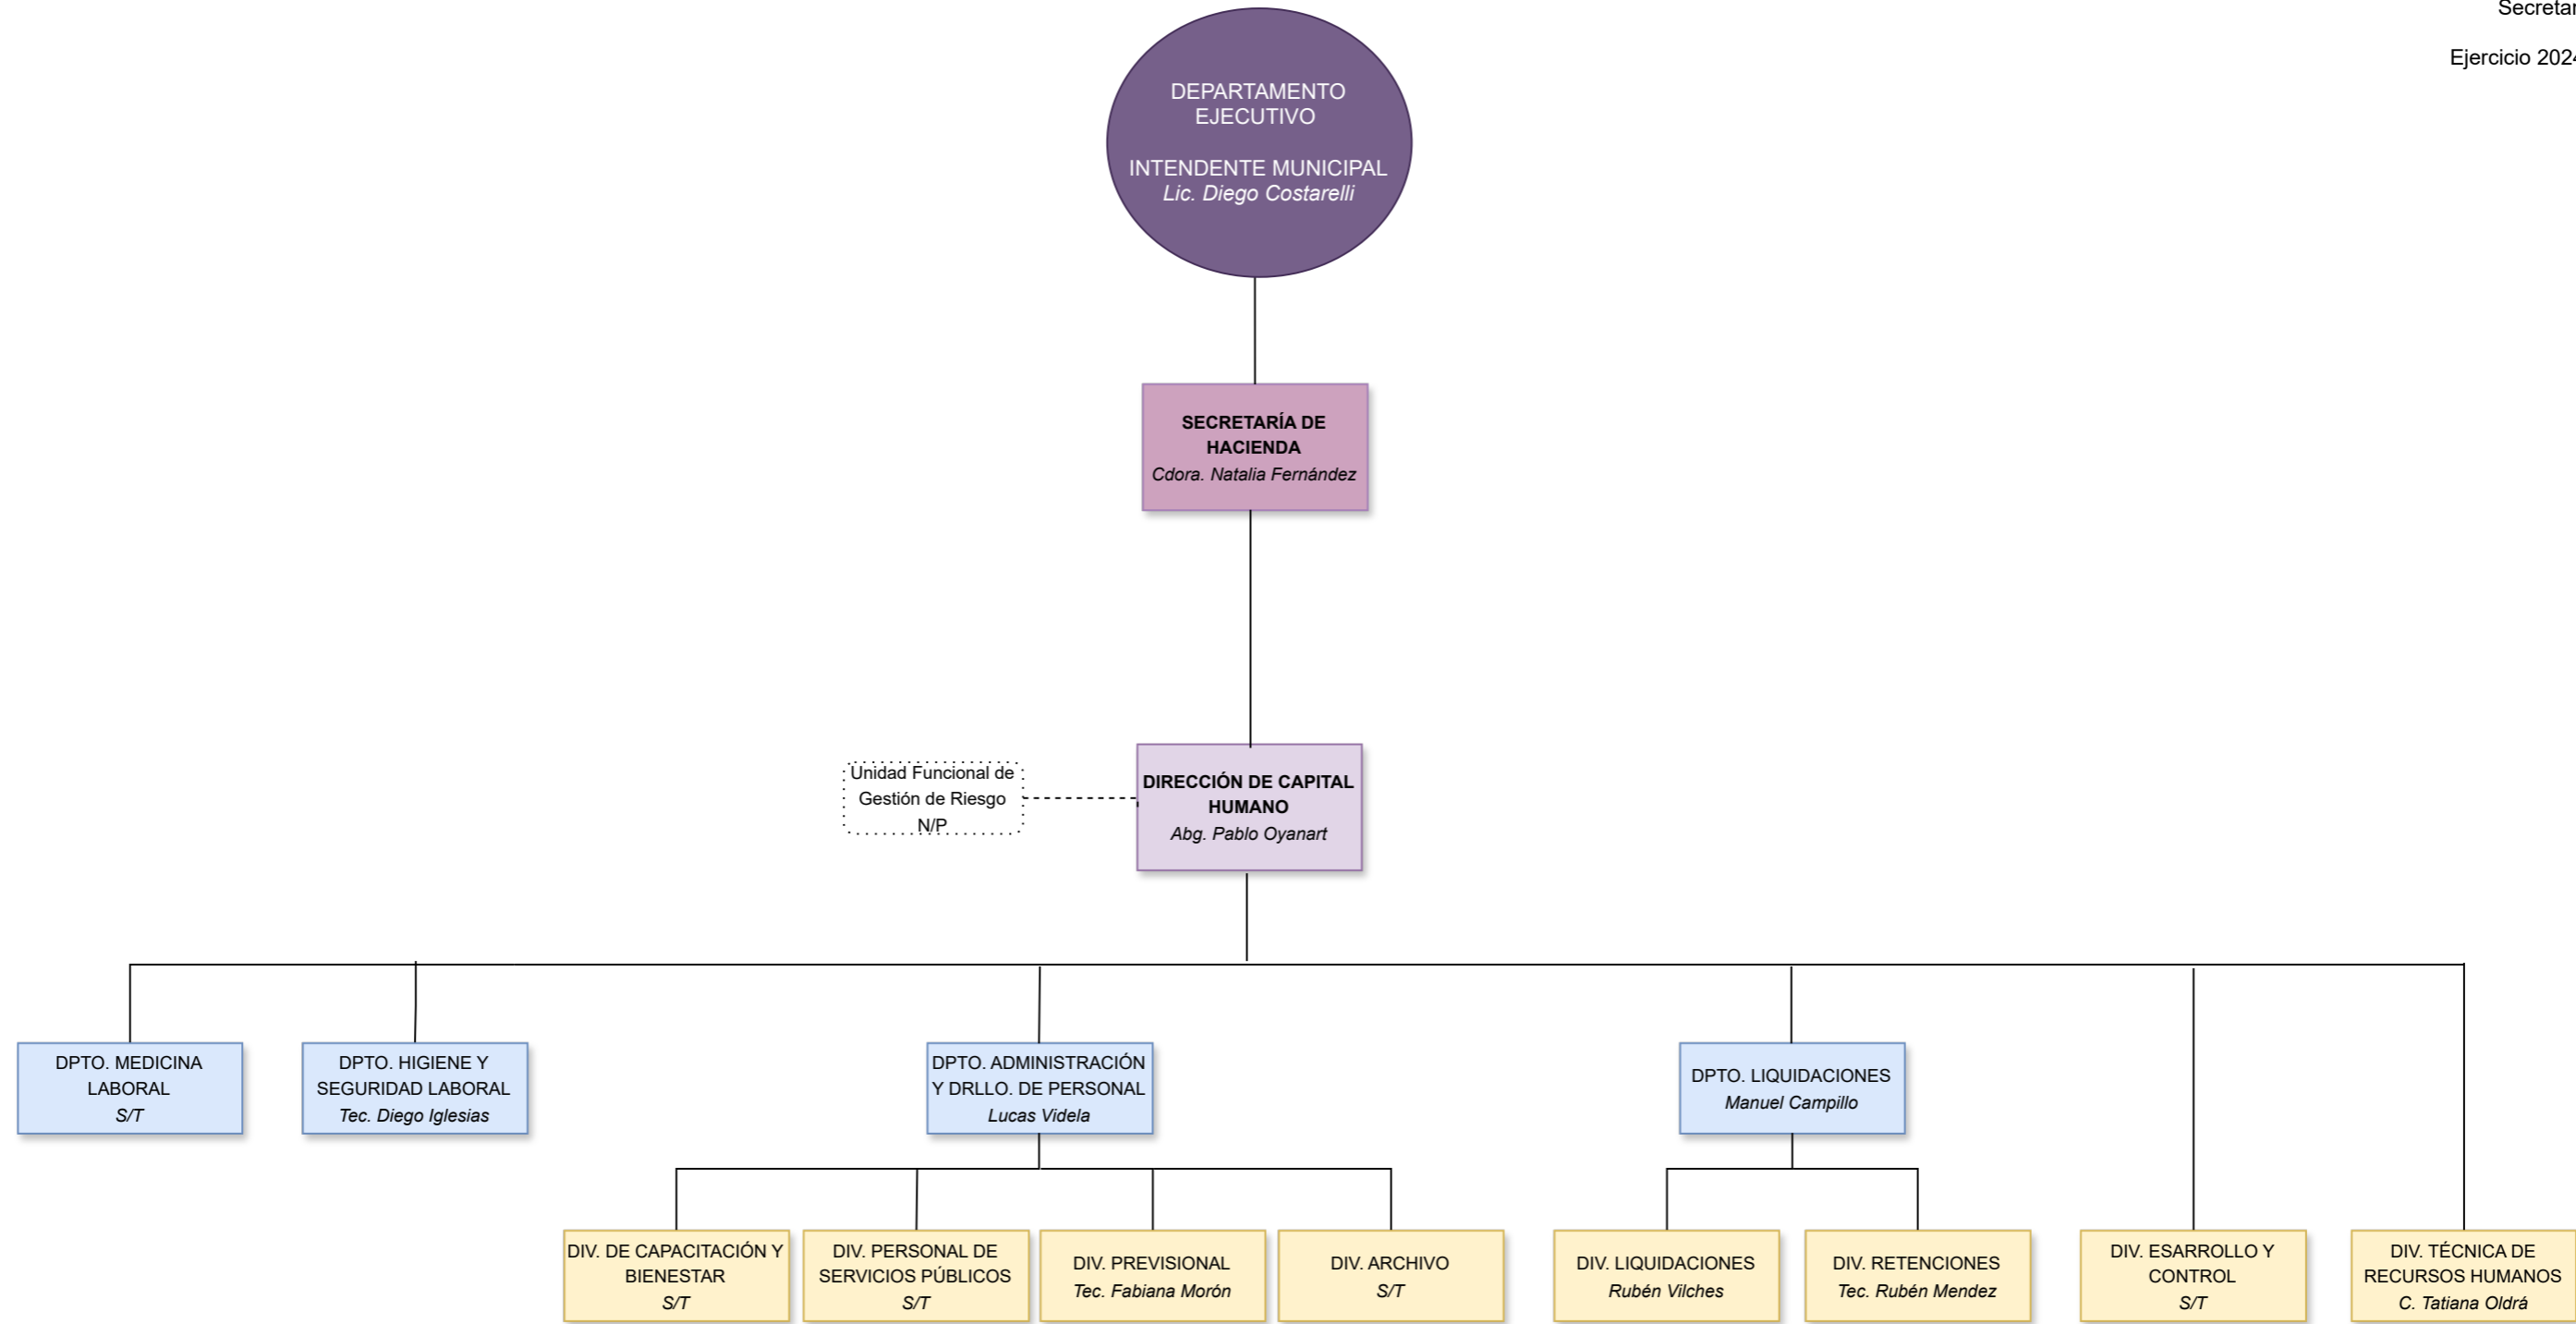 Ejercicio 2024
DEPARTAMENTO
EJECUTIVO
INTENDENTE MUNICIPAL
Lic. Diego Costarelli
SECRETARÍA DE
HACIENDA
Cdora. Natalia Fernández
Unidad Funcional de
Gestión de Riesgo
N/P
DIRECCIÓN DE CAPITAL
HUMANO
Abg. Pablo Oyanart
DPTO. MEDICINA
LABORAL
S/T
DPTO. HIGIENE Y
SEGURIDAD LABORAL
Tec. Diego Iglesias
DPTO. ADMINISTRACIÓN
Y DRLLO. DE PERSONAL
Lucas Videla
DPTO. LIQUIDACIONES
Manuel Campillo
DIV. DE CAPACITACIÓN Y
BIENESTAR
S/T
DIV. PERSONAL DE
SERVICIOS PÚBLICOS
S/T
DIV. PREVISIONAL
Tec. Fabiana Morón
DIV. ARCHIVO
S/T
DIV. LIQUIDACIONES
Rubén Vilches
DIV. RETENCIONES
Tec. Rubén Mendez
DIV. ESARROLLO Y
CONTROL
S/T
DIV. TÉCNICA DE
RECURSOS HUMANOS
C. Tatiana Oldrá